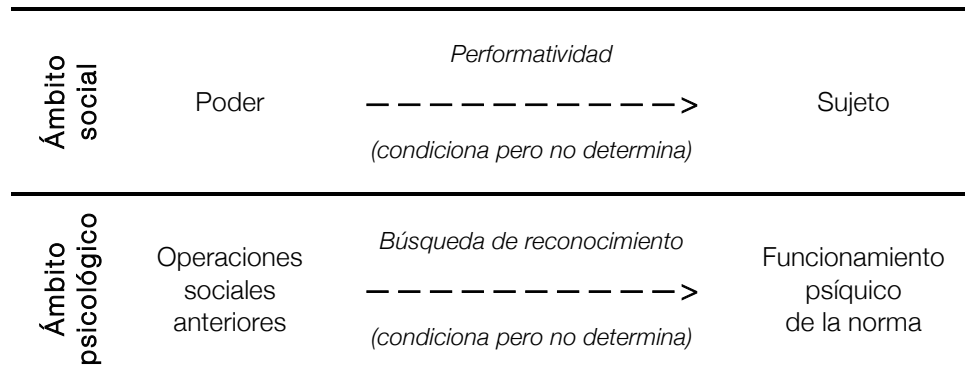 Ámbito
social
Poder
Performatividad
— — — — — — — — — — >
(condiciona pero no determina)
Sujeto
Ámbito
psicológico
Operaciones
sociales
anteriores
Búsqueda de reconocimiento
— — — — — — — — — — >
(condiciona pero no determina)
Funcionamiento
psíquico
de la norma